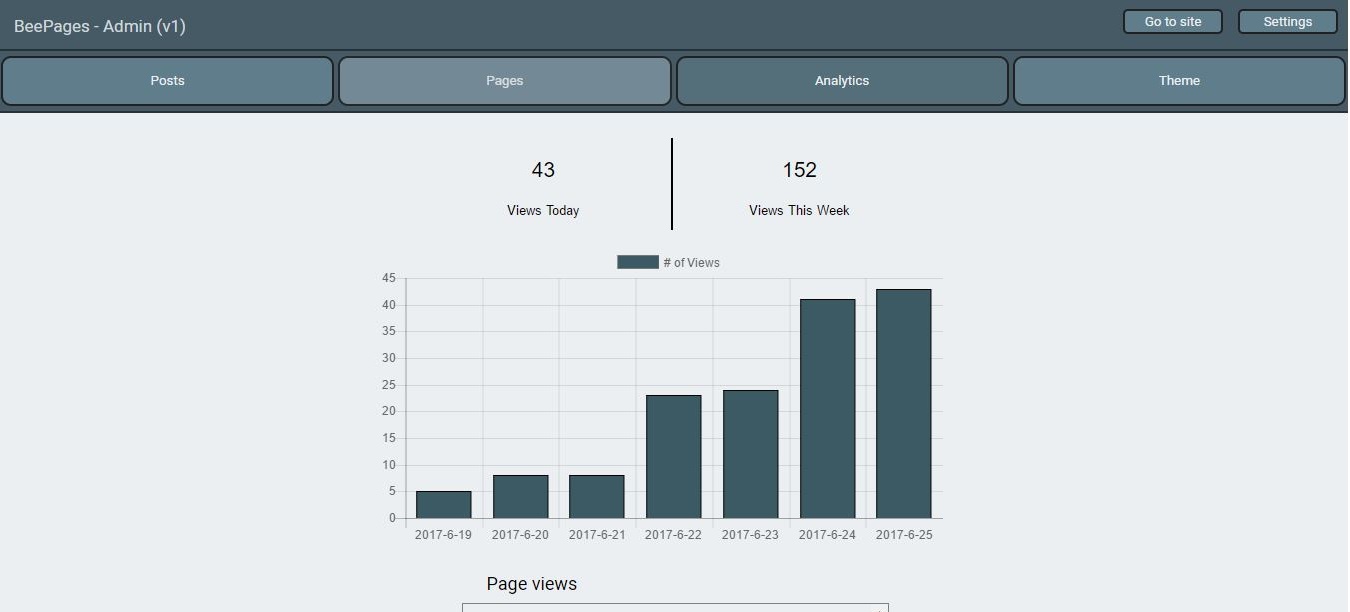 BeePages - Admin (v1)
Go to site
Settings
Posts
Pages
Analytics
Theme
43
152
Views Today
Views This Week
# of Views
45
40
35
30
25
20
15
10
5
0
2017-6-19 2017-6-20 2017-6-21 2017-6-22 2017-6-23 2017-6-24 2017-6-25
Page views